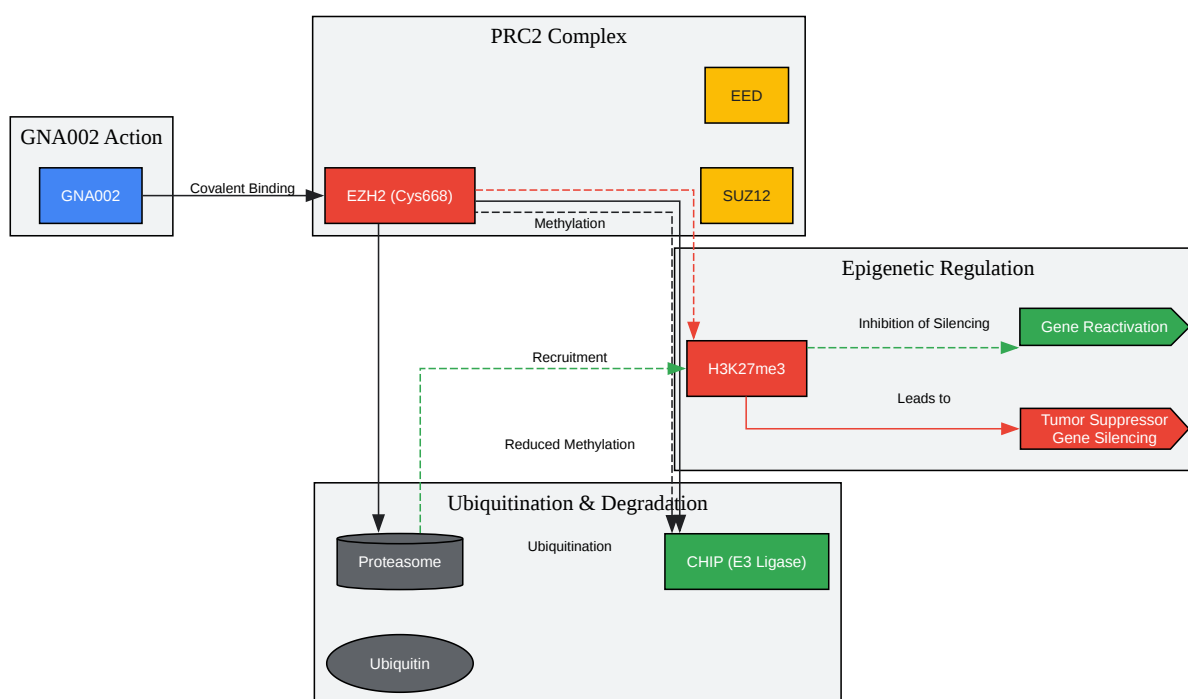 PRC2 Complex
EED
GNA002 Action
GNA002
Covalent Binding
EZH2 (Cys668)
SUZ12
Methylation
Epigenetic Regulation
Inhibition of Silencing
Gene Reactivation
Recruitment
H3K27me3
Leads to
Tumor Suppressor
Gene Silencing
Reduced Methylation
Ubiquitination & Degradation
Ubiquitination
Proteasome
CHIP (E3 Ligase)
Ubiquitin